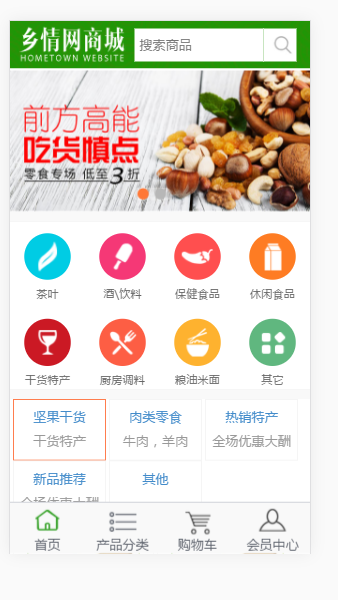 乡情网商城
HOMETOWN WEBSITE
搜索商品
前方高能
吃货慎点
零食专场 低至3折
茶叶
酒\饮料
保健食品
休闲食品
干货特产
厨房调料
粮油米面
其它
坚果干货
肉类零食
热销特产
干货特产
牛肉，羊肉
全场优惠大酬
新品推荐
其他
全场优惠大酬
首页
产品分类
购物车
会员中心